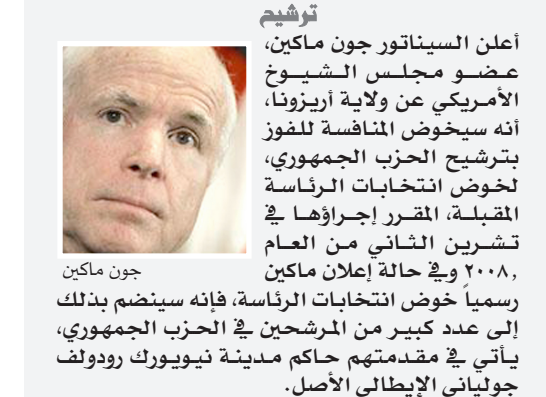 ترشيح
أعلن السيناتور جون ماكين،
عضو مجلس الشيوخ
الأمريكي عن ولاية أريزونا،
أنه سيخوض المنافسة للفوز
بترشيح الحزب الجمهوري،
لخوض انتخابات الرئاسة
المقبلة، المقرر إجراؤها في
تشرين الثاني من العام
٢٠٠٨, وفي حالة إعلان ماكين
جون ماكين
رسمياً خوض انتخابات الرئاسة، فإنه سينضم بذلك
إلى عدد كبير من المرشحين في الحزب الجمهوري،
يأتي في مقدمتهم حاكم مدينة نيويورك رودولف
جولياني الإيطالي الأصل.